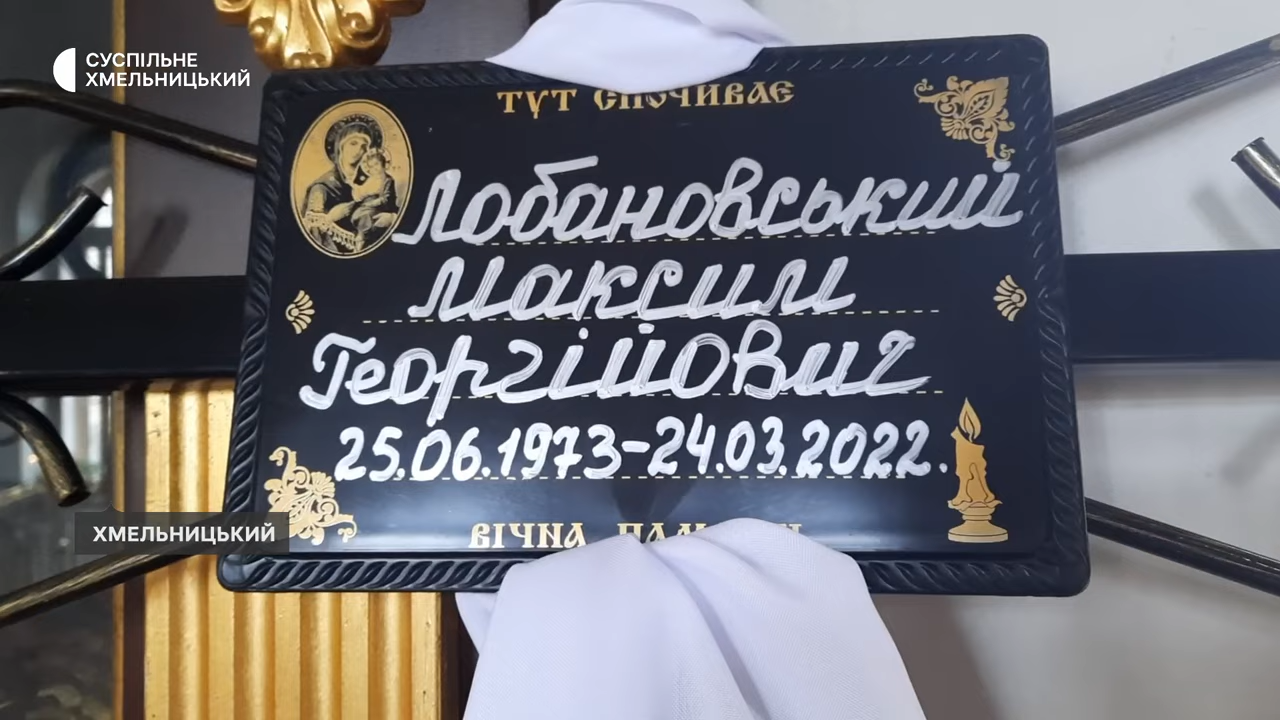 СУСПІЛЬНЕ
ХМЕЛЬНИЦЬКИЙ
ТУТ СПОЧИВАЄ
Лобановський
Максим
Георгійович
25.06.1973-24.03.2022.
ХМЕЛЬНИЦЬКИЙ
ВІЧНА